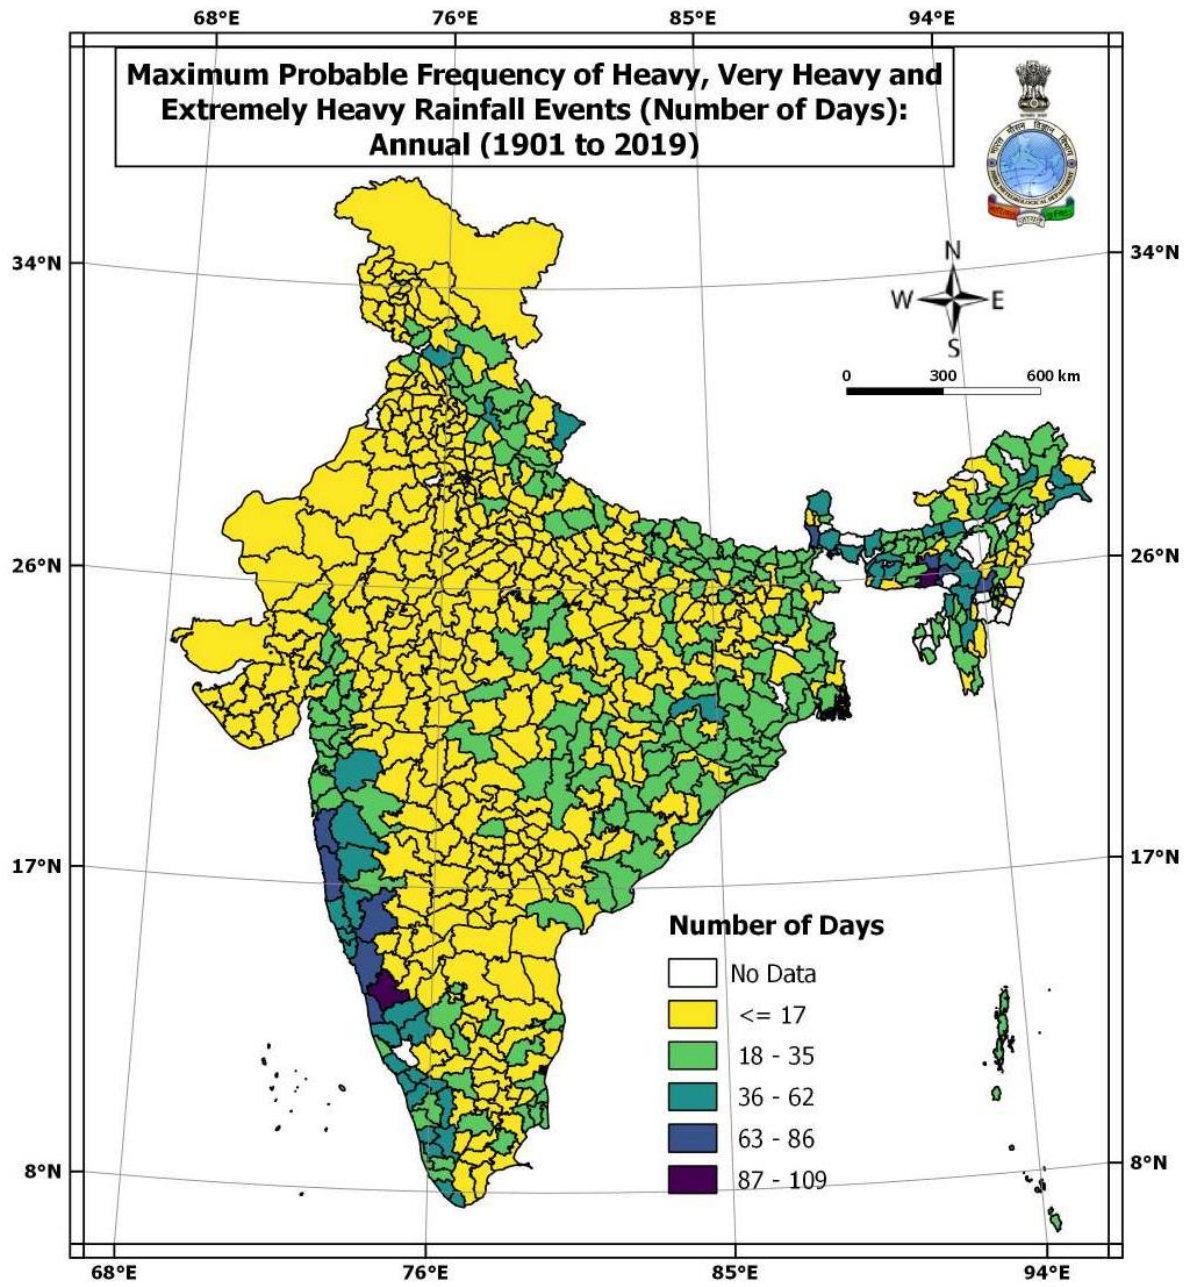 68°E 76°E 85°E 94°E
Maximum Probable Frequency of Heavy, Very Heavy and
Extremely Heavy Rainfall Events (Number of Days):
Annual (1901 to 2019)
34°N 34°N
N
W E
S
0 300 600 km
26°N 26°N
17°N 17°N
Number of Days
No Data
<= 17
18 - 35
36 - 62
63 - 86
87 - 109
8°N 8°N
68°E 76°E 85°E 94°E